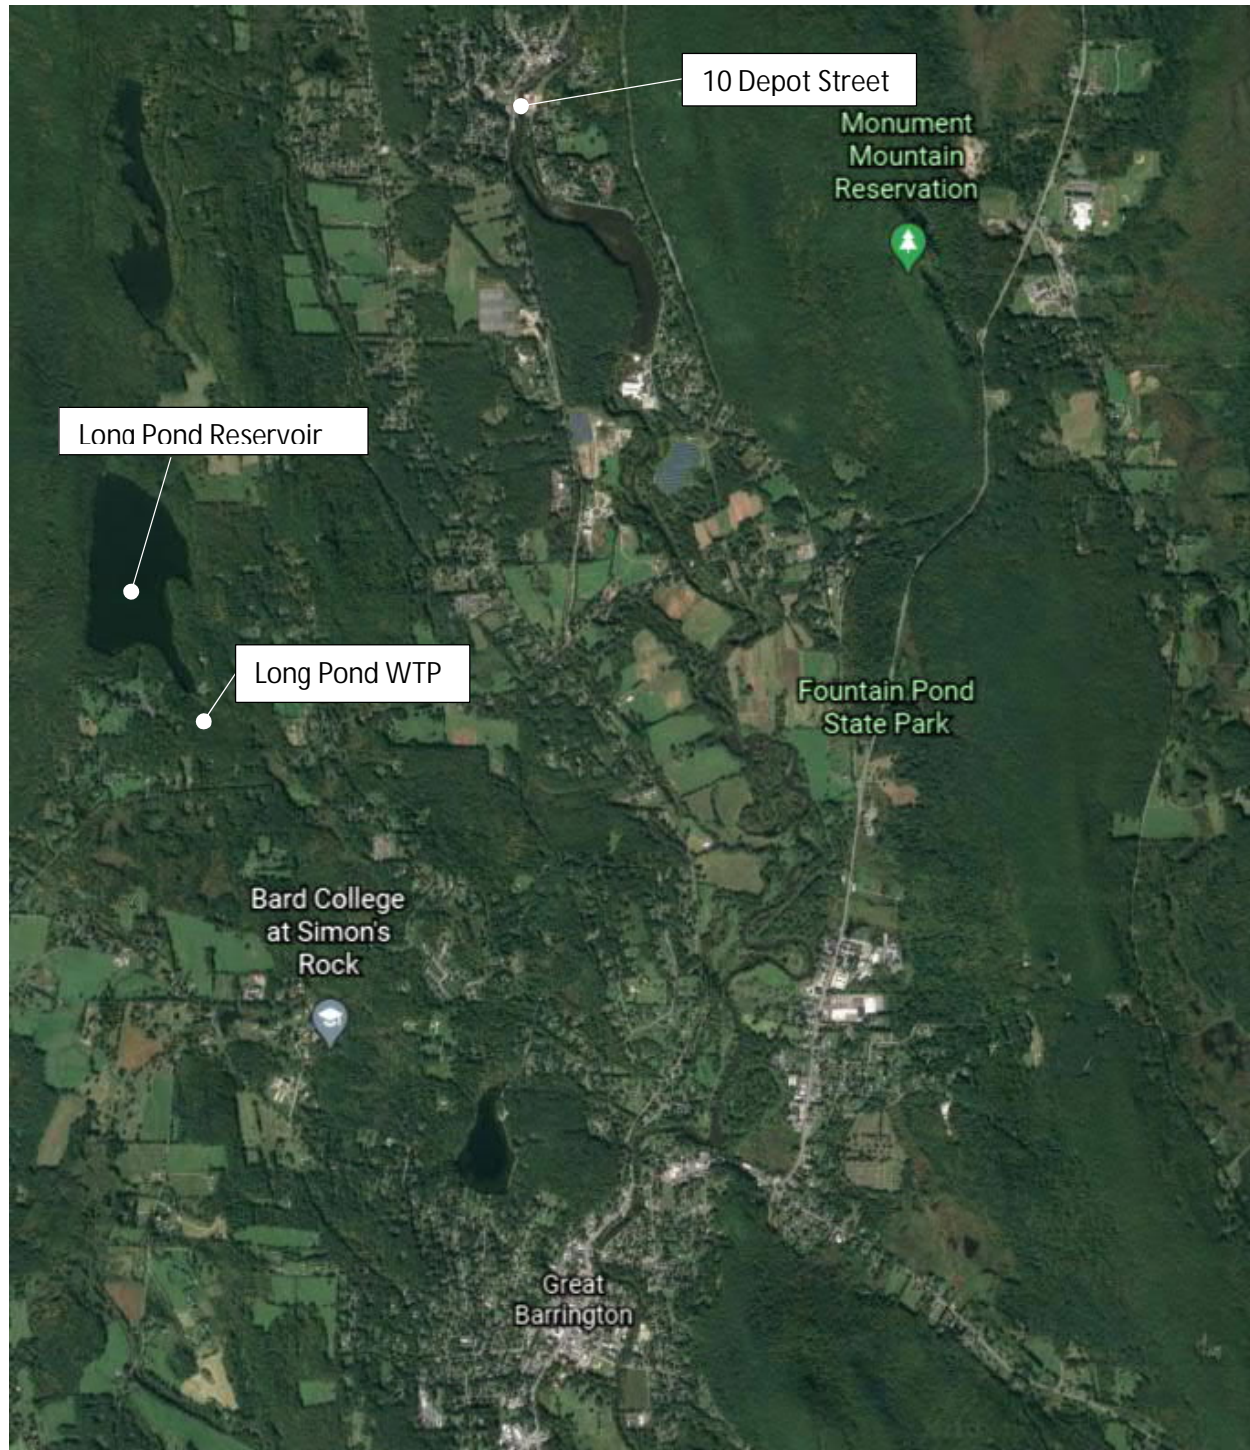 10 Depot Street
Monument
Mountain
Reservation
Long Pond Reservoir
Long Pond WTP
Fountain Pond
State Park
Bard College
at Simon's
Rock
Great
Barrington